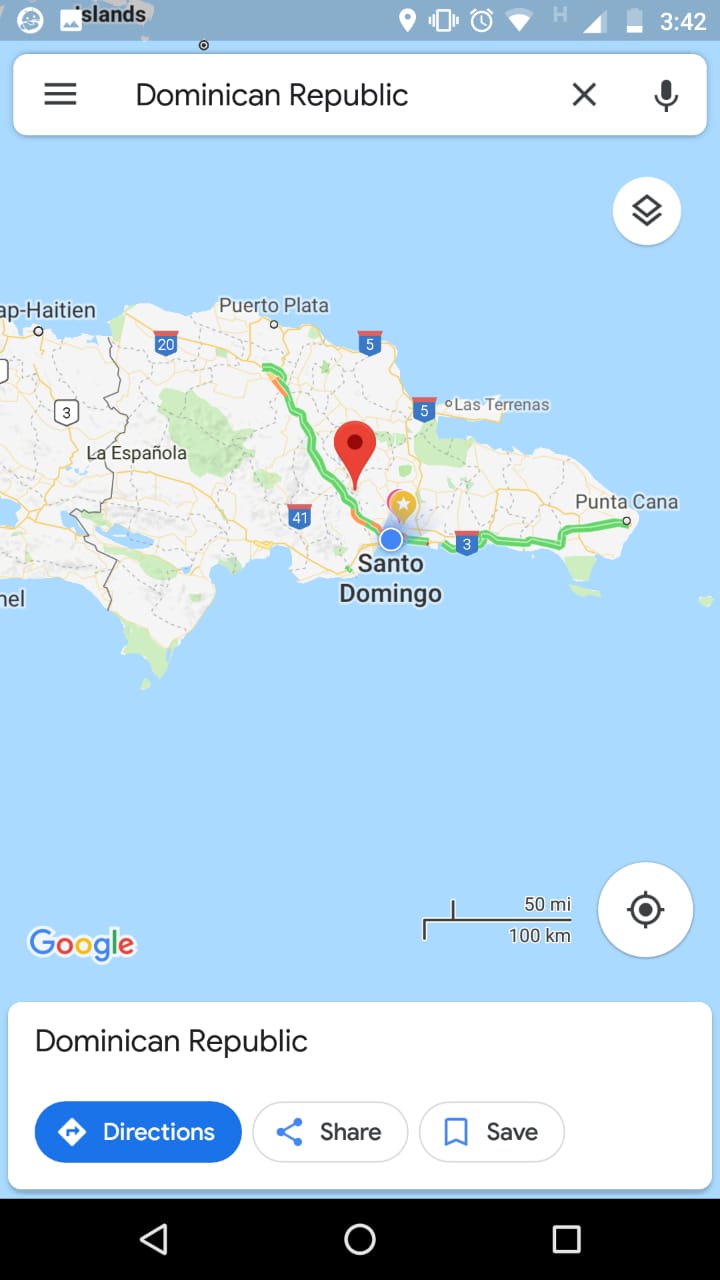 islands
H
3:42
Dominican Republic
ap-Haitien
Puerto Plata
20
5
3
5
Las Terrenas
La Española
41
Punta Cana
3
Santo
Domingo
nel
50 mi
100 km
Google
Dominican Republic
Directions
Share
Save